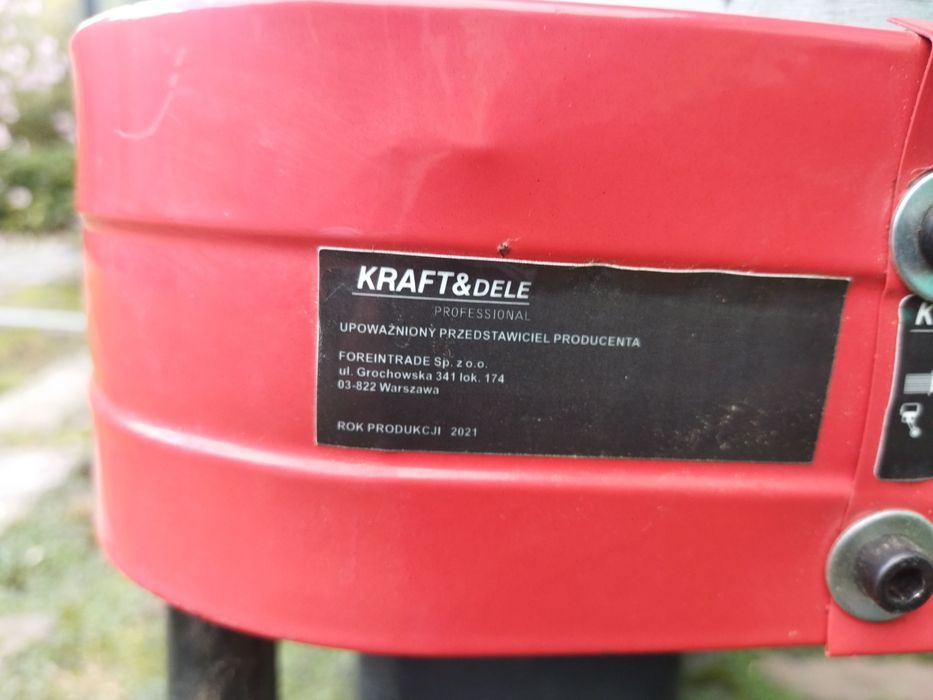 KRAFT&DELE
PROFESSIONAL
UPOWAŻNIONY PRZEDSTAWICIEL PRODUCENTA
FOREINTRADE Sp. z o.o.
ul. Grochowska 341 lok. 174
03-822 Warszawa
ROK PRODUKCJI 2021
K